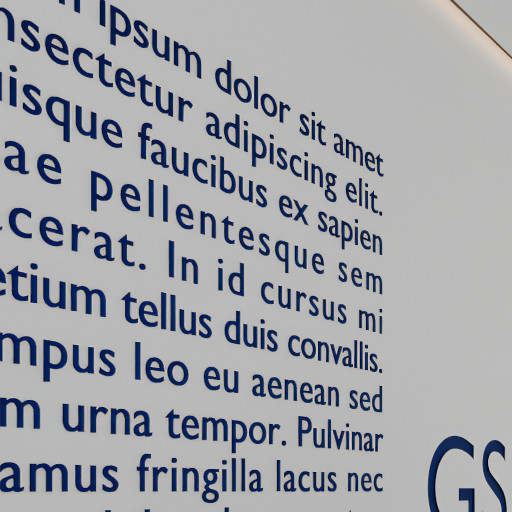 ipsum dolor sit amet
nsectetur adipiscing elit.
uisque faucibus ex sapien
ae pellentesque sem
acerat. In id cursus mi
etium tellus duis convallis.
mpus leo eu aenean sed
m urna tempor. Pulvinar
amus fringilla lacus nec
GS